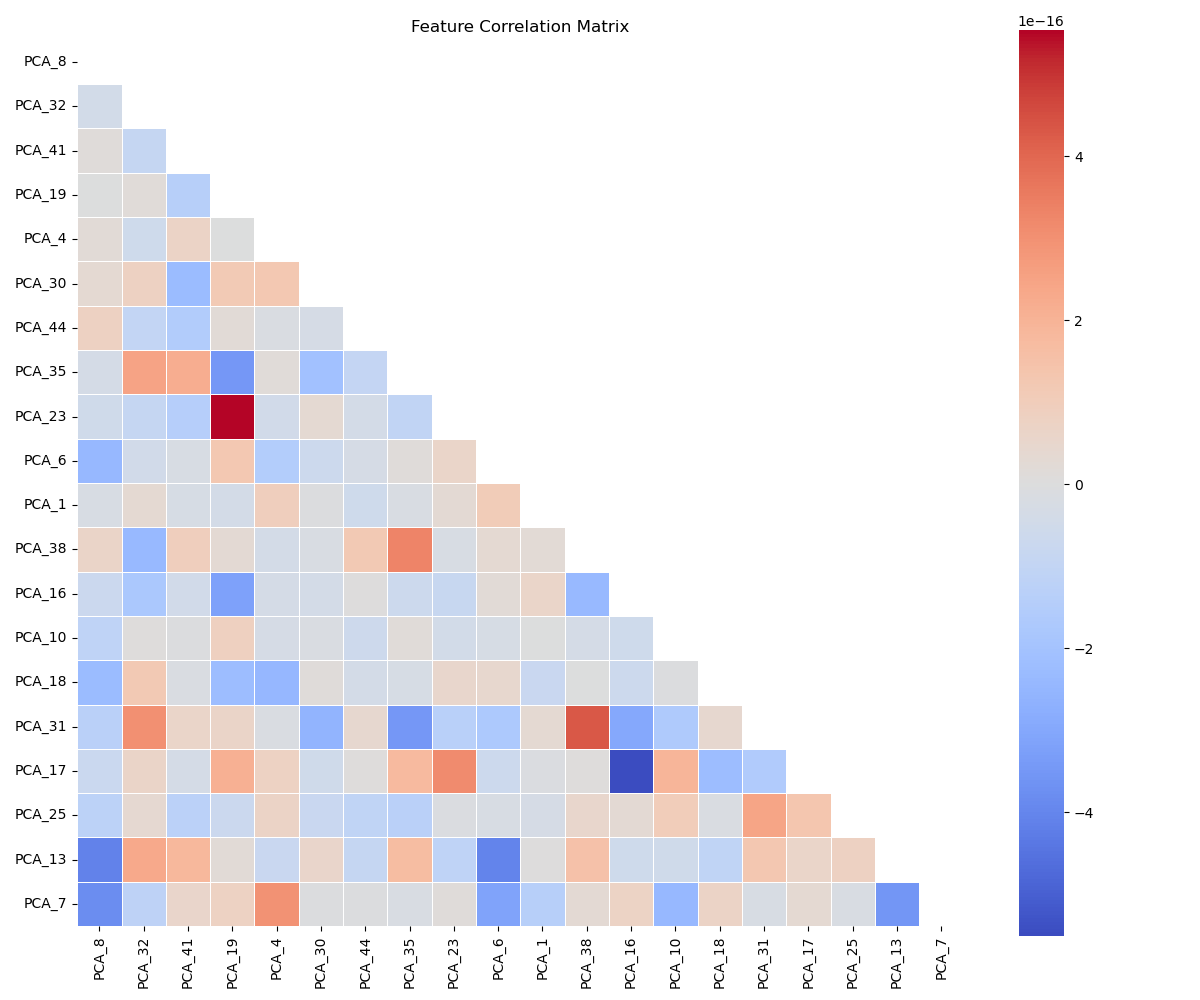 Feature Correlation Matrix
1e−16
PCA_8
PCA_32
PCA_41
PCA_19
PCA_4
PCA_30
PCA_44
PCA_35
PCA_23
PCA_6
PCA_1
PCA_38
PCA_16
PCA_10
PCA_18
PCA_31
PCA_17
PCA_25
PCA_13
PCA_7
PCA_8
PCA_32
PCA_41
PCA_19
PCA_4
PCA_30
PCA_44
PCA_35
PCA_23
PCA_6
PCA_1
PCA_38
PCA_16
PCA_10
PCA_18
PCA_31
PCA_17
PCA_25
PCA_13
PCA_7
4
2
0
−2
−4